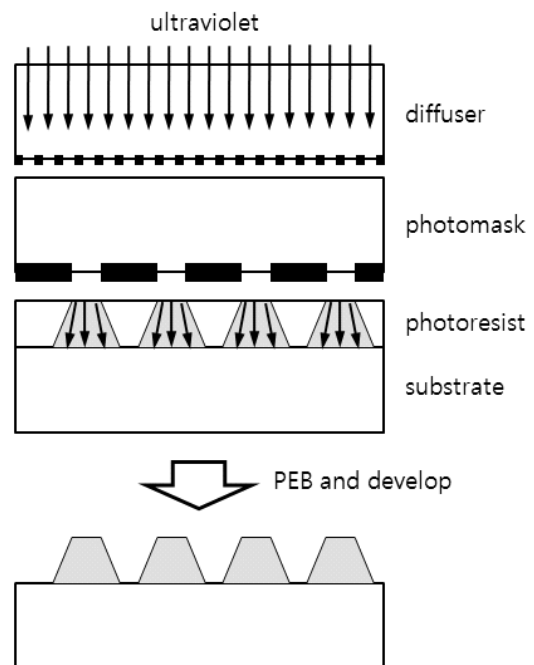 ultraviolet
diffuser
photomask
photoresist
substrate
PEB and develop